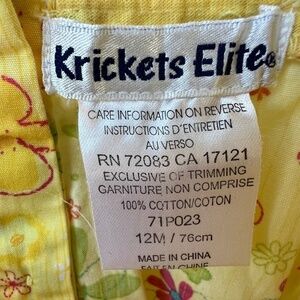 Krickets Elite®
CARE INFORMATION ON REVERSE
INSTRUCTIONS D'ENTRETIEN
AU VERSO
RN 72083 CA 17121
EXCLUSIVE OF TRIMMING
GARNITURE NON COMPRISE
100% COTTON/COTON
71P023
12M / 76cm
MADE IN CHINA
FAIT EN CHINE